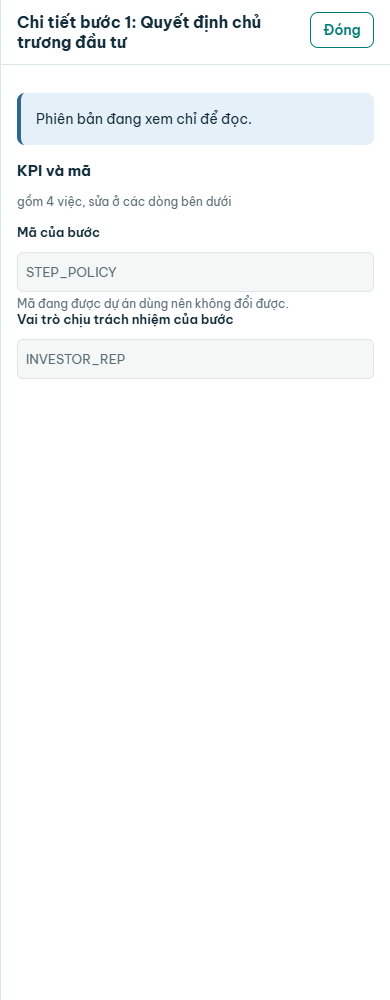 Chi tiết bước 1: Quyết định chủ
trương đầu tư
Đóng
Phiên bản đang xem chỉ để đọc.
KPI và mã
gồm 4 việc, sửa ở các dòng bên dưới
Mã của bước
STEP_POLICY
Mã đang được dự án dùng nên không đổi được.
Vai trò chịu trách nhiệm của bước
INVESTOR_REP